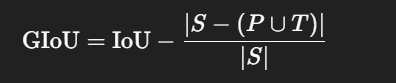 GIoU = IoU − |S − (P ∪ T)| / |S|